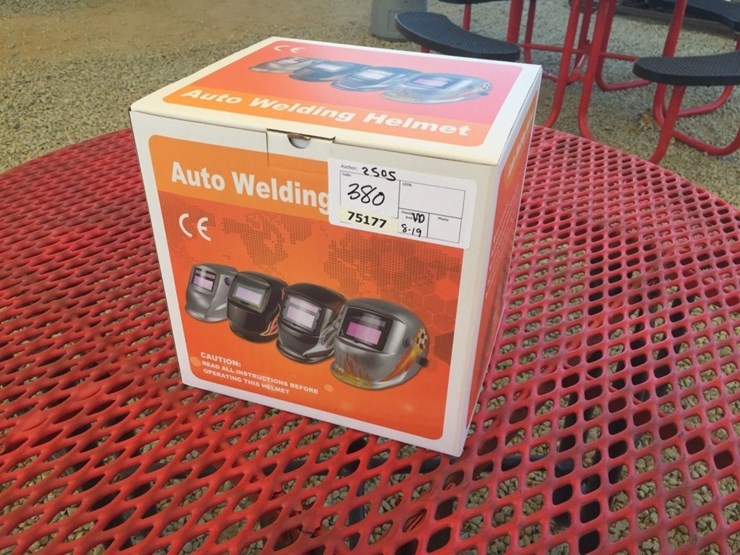 CE
Auto Welding Helmet
Auto Welding
CE
Auction: 2505
380
75177
VD
8-19
CAUTION:
READ ALL INSTRUCTIONS BEFORE
OPERATING THIS HELMET